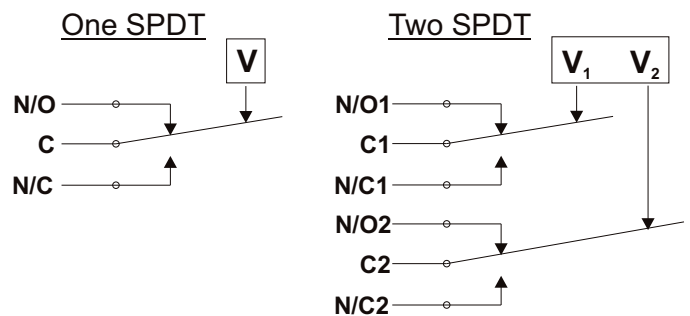 One SPDT
V
N/O
C
N/C
Two SPDT
V₁ V₂
N/O1
C1
N/C1
N/O2
C2
N/C2